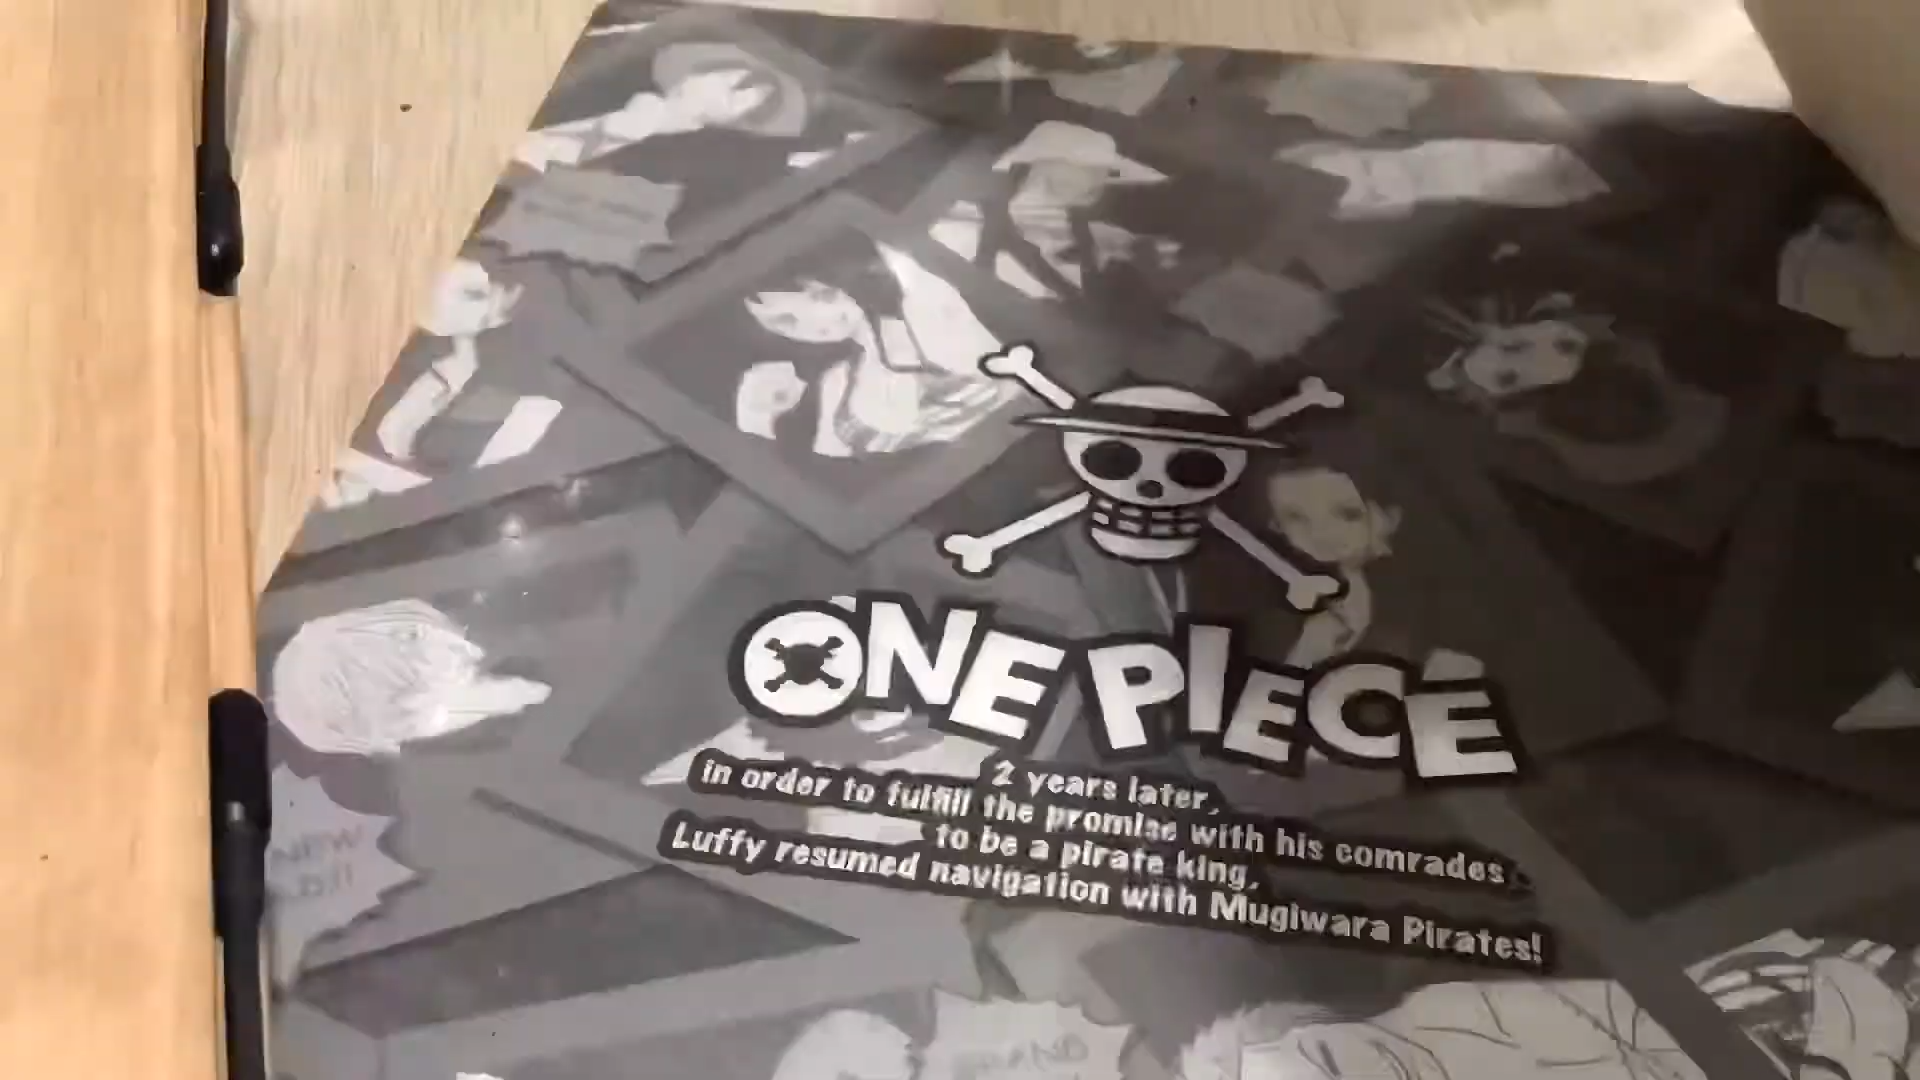 ONE PIECE
2 years later,
in order to fulfill the promise with his comrades
to be a pirate king,
Luffy resumed navigation with Mugiwara Pirates!